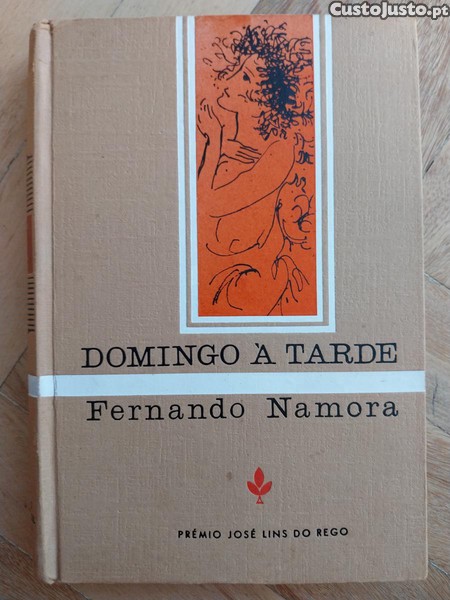 CustoJusto.pt
DOMINGO À TARDE
Fernando Namora
PRÉMIO JOSÉ LINS DO REGO